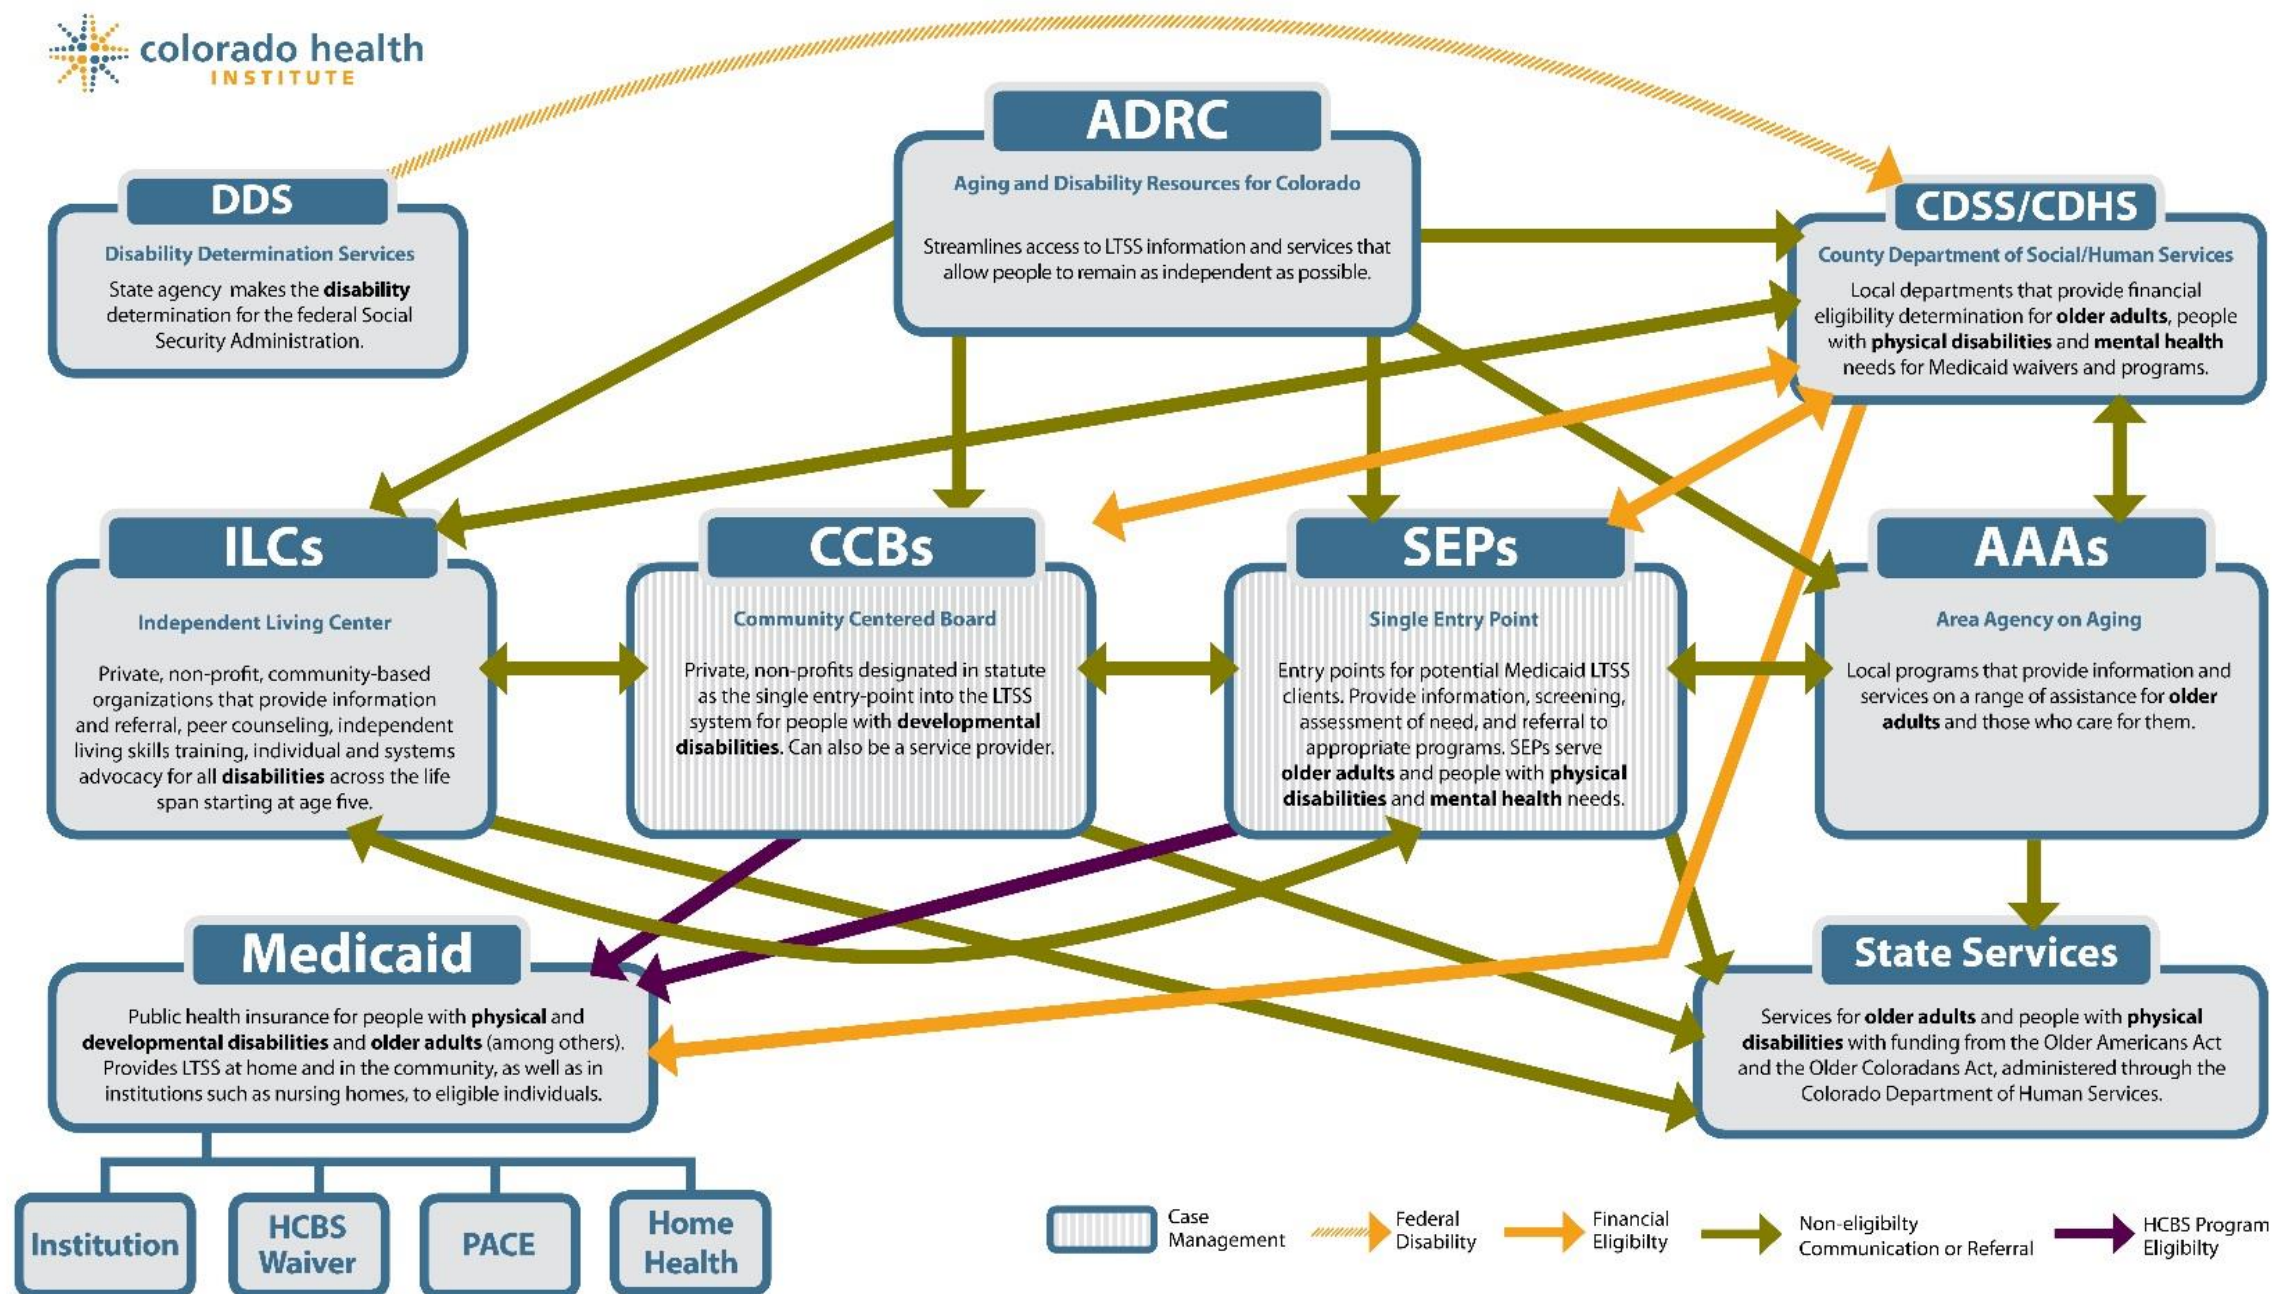 colorado health
INSTITUTE
ADRC
Aging and Disability Resources for Colorado
Streamlines access to LTSS information and services that
allow people to remain as independent as possible.
DDS
Disability Determination Services
State agency makes the disability
determination for the federal Social
Security Administration.
CDSS/CDHS
County Department of Social/Human Services
Local departments that provide financial
eligibility determination for older adults, people
with physical disabilities and mental health
needs for Medicaid waivers and programs.
ILCs
Independent Living Center
Private, non-profit, community-based
organizations that provide information
and referral, peer counseling, independent
living skills training, individual and systems
advocacy for all disabilities across the life
span starting at age five.
CCBs
Community Centered Board
Private, non-profits designated in statute
as the single entry-point into the LTSS
system for people with developmental
disabilities. Can also be a service provider.
SEPs
Single Entry Point
Entry points for potential Medicaid LTSS
clients. Provide information, screening,
assessment of need, and referral to
appropriate programs. SEPs serve
older adults and people with physical
disabilities and mental health needs.
AAAs
Area Agency on Aging
Local programs that provide information and
services on a range of assistance for older
adults and those who care for them.
Medicaid
Public health insurance for people with physical and
developmental disabilities and older adults (among others).
Provides LTSS at home and in the community, as well as in
institutions such as nursing homes, to eligible individuals.
State Services
Services for older adults and people with physical
disabilities with funding from the Older Americans Act
and the Older Coloradans Act, administered through the
Colorado Department of Human Services.
Institution
HCBS
Waiver
PACE
Home
Health
Case
Management
Federal
Disability
Financial
Eligibilty
Non-eligibilty
Communication or Referral
HCBS Program
Eligibilty